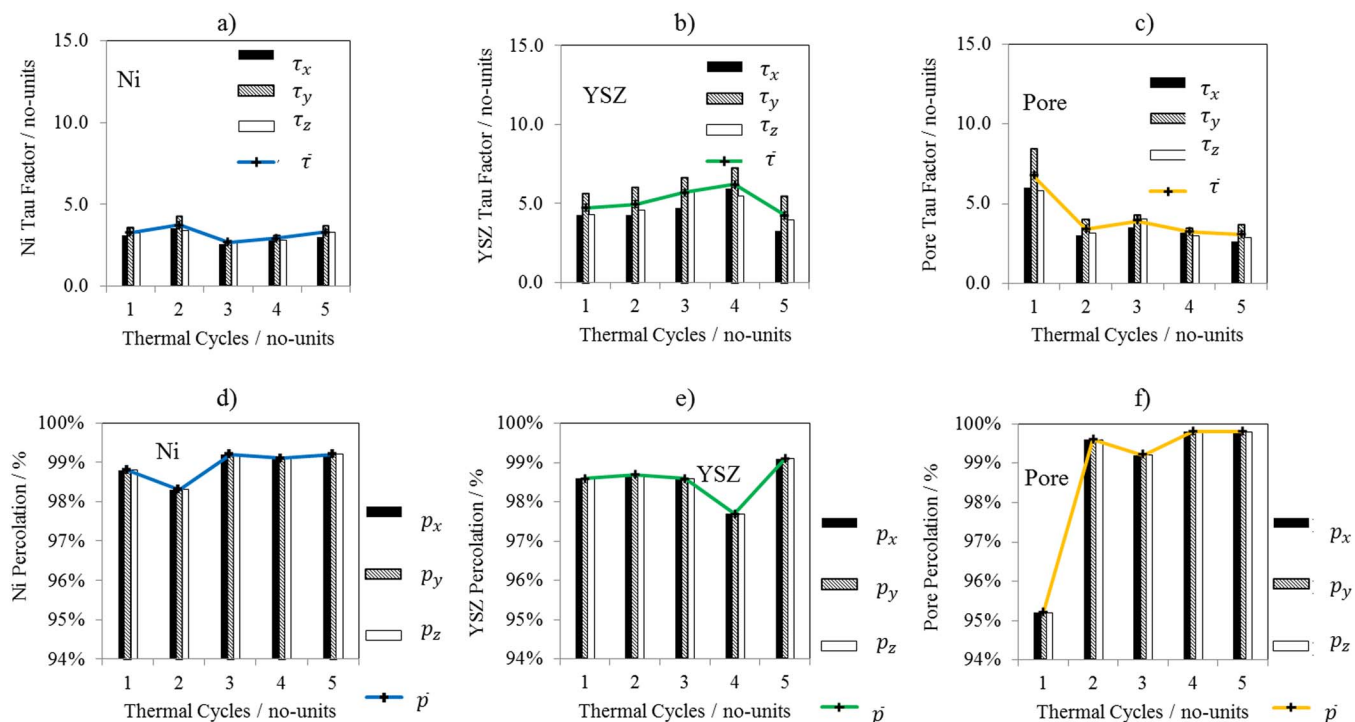 a)
15.0
10.0
5.0
0.0
Ni Tau Factor / no-units
Ni
τx
τy
τz
τ̄
1 2 3 4 5
Thermal Cycles / no-units
b)
15.0
10.0
5.0
0.0
YSZ Tau Factor / no-units
YSZ
τx
τy
τz
τ̄
1 2 3 4 5
Thermal Cycles / no-units
c)
15.0
10.0
5.0
0.0
Pore Tau Factor / no-units
Pore
τx
τy
τz
τ̄
1 2 3 4 5
Thermal Cycles / no-units
d)
100%
99%
98%
97%
96%
95%
94%
Ni Percolation / %
Ni
px
py
pz
p̄
1 2 3 4 5
Thermal Cycles / no-units
e)
100%
99%
98%
97%
96%
95%
94%
YSZ Percolation / %
YSZ
px
py
pz
p̄
1 2 3 4 5
Thermal Cycles / no-units
f)
100%
99%
98%
97%
96%
95%
94%
Pore Percolation / %
Pore
px
py
pz
p̄
1 2 3 4 5
Thermal Cycles / no-units